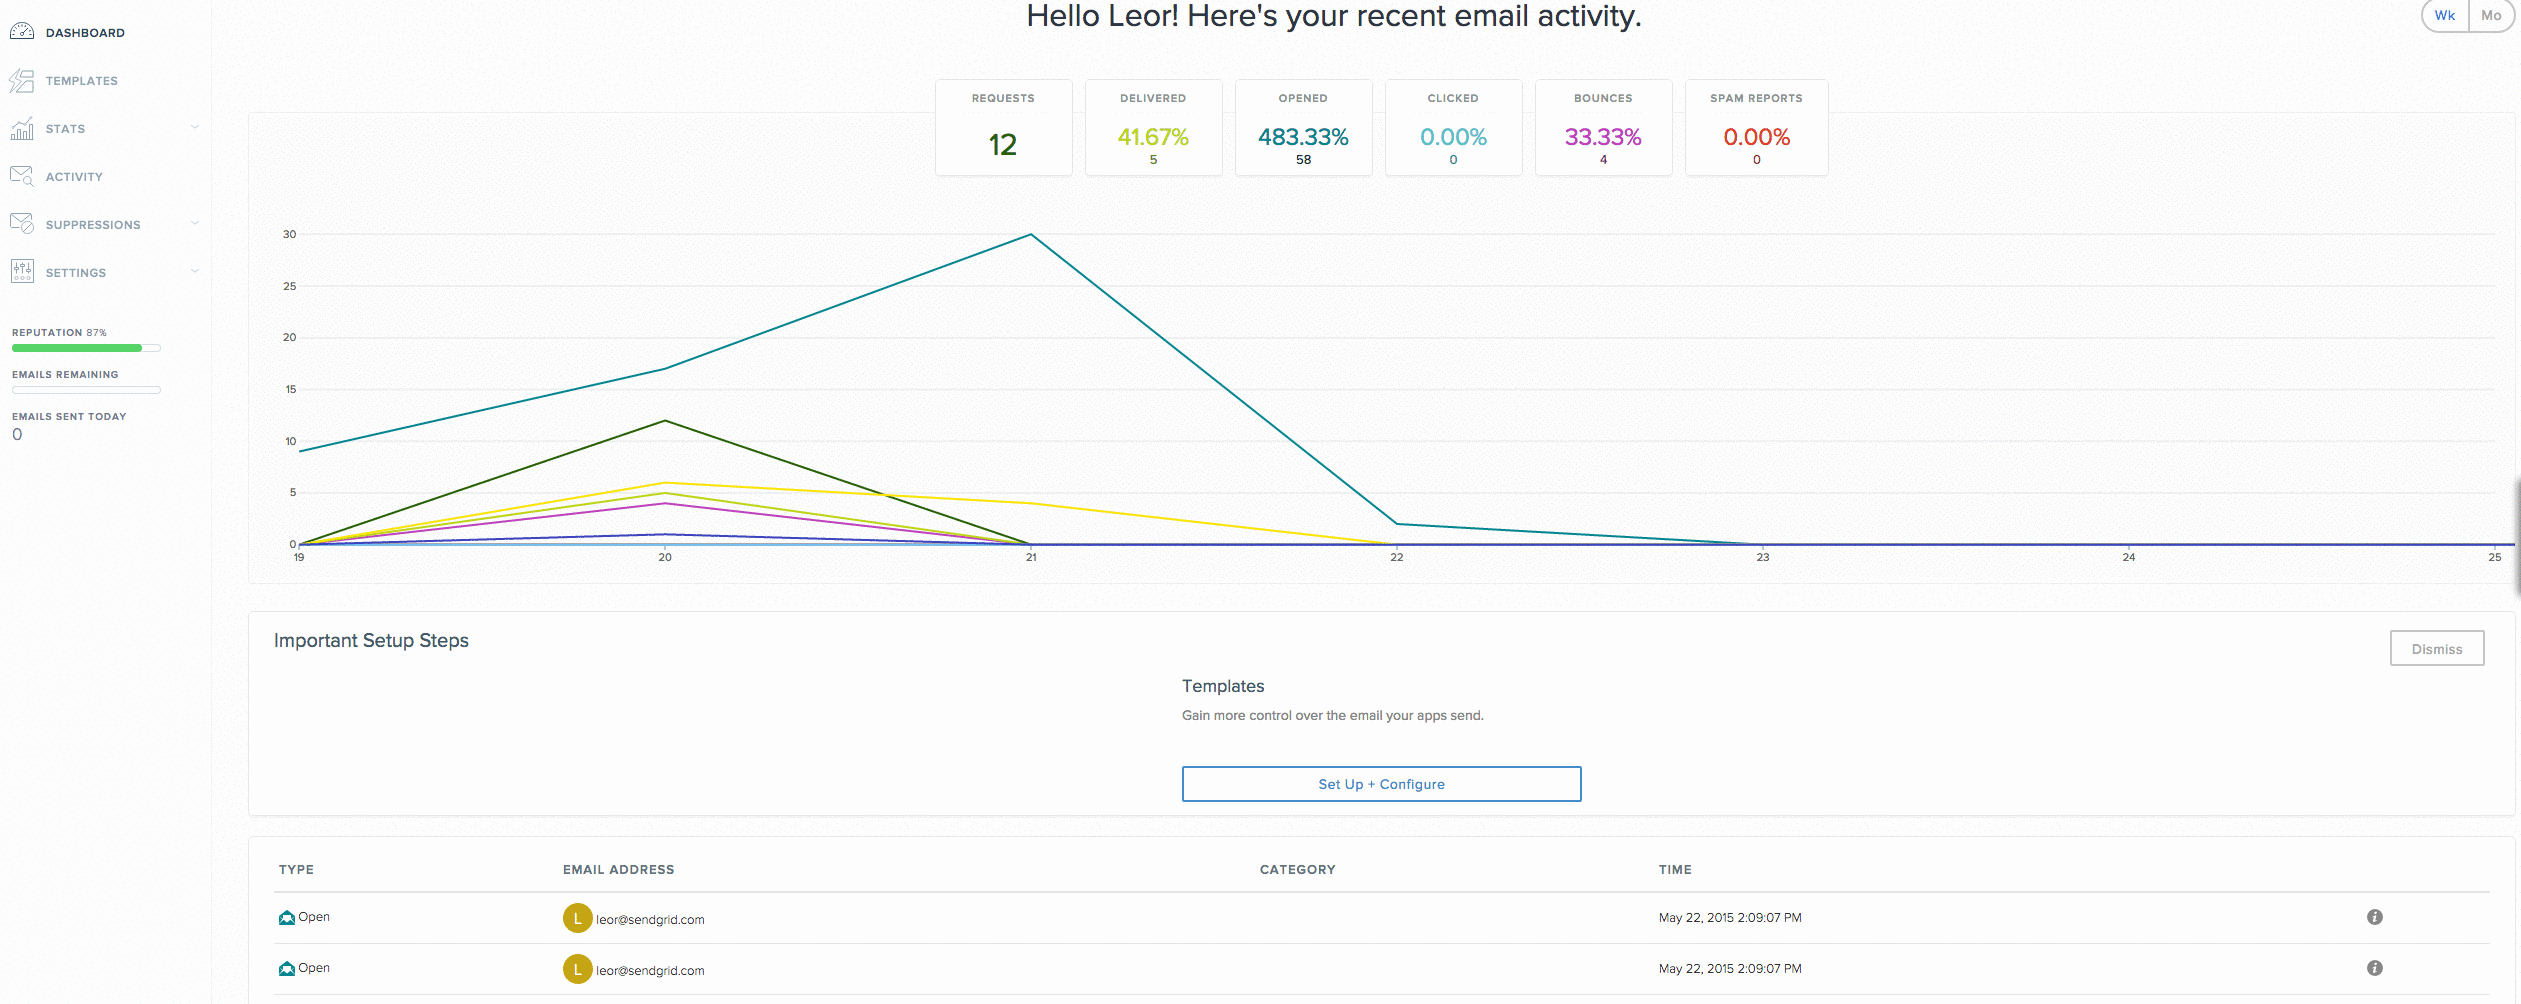 Hello Leor! Here's your recent email activity.
Wk Mo
DASHBOARD
TEMPLATES
STATS
ACTIVITY
SUPPRESSIONS
SETTINGS
REPUTATION 87%
EMAILS REMAINING
EMAILS SENT TODAY
0
REQUESTS
12
DELIVERED
41.67%
5
OPENED
483.33%
58
CLICKED
0.00%
0
BOUNCES
33.33%
4
SPAM REPORTS
0.00%
0
30
25
20
15
10
5
0
19 20 21 22 23 24 25
Important Setup Steps
Dismiss
Templates
Gain more control over the email your apps send.
Set Up + Configure
TYPE EMAIL ADDRESS CATEGORY TIME
Open L leor@sendgrid.com May 22, 2015 2:09:07 PM i
Open L leor@sendgrid.com May 22, 2015 2:09:07 PM i